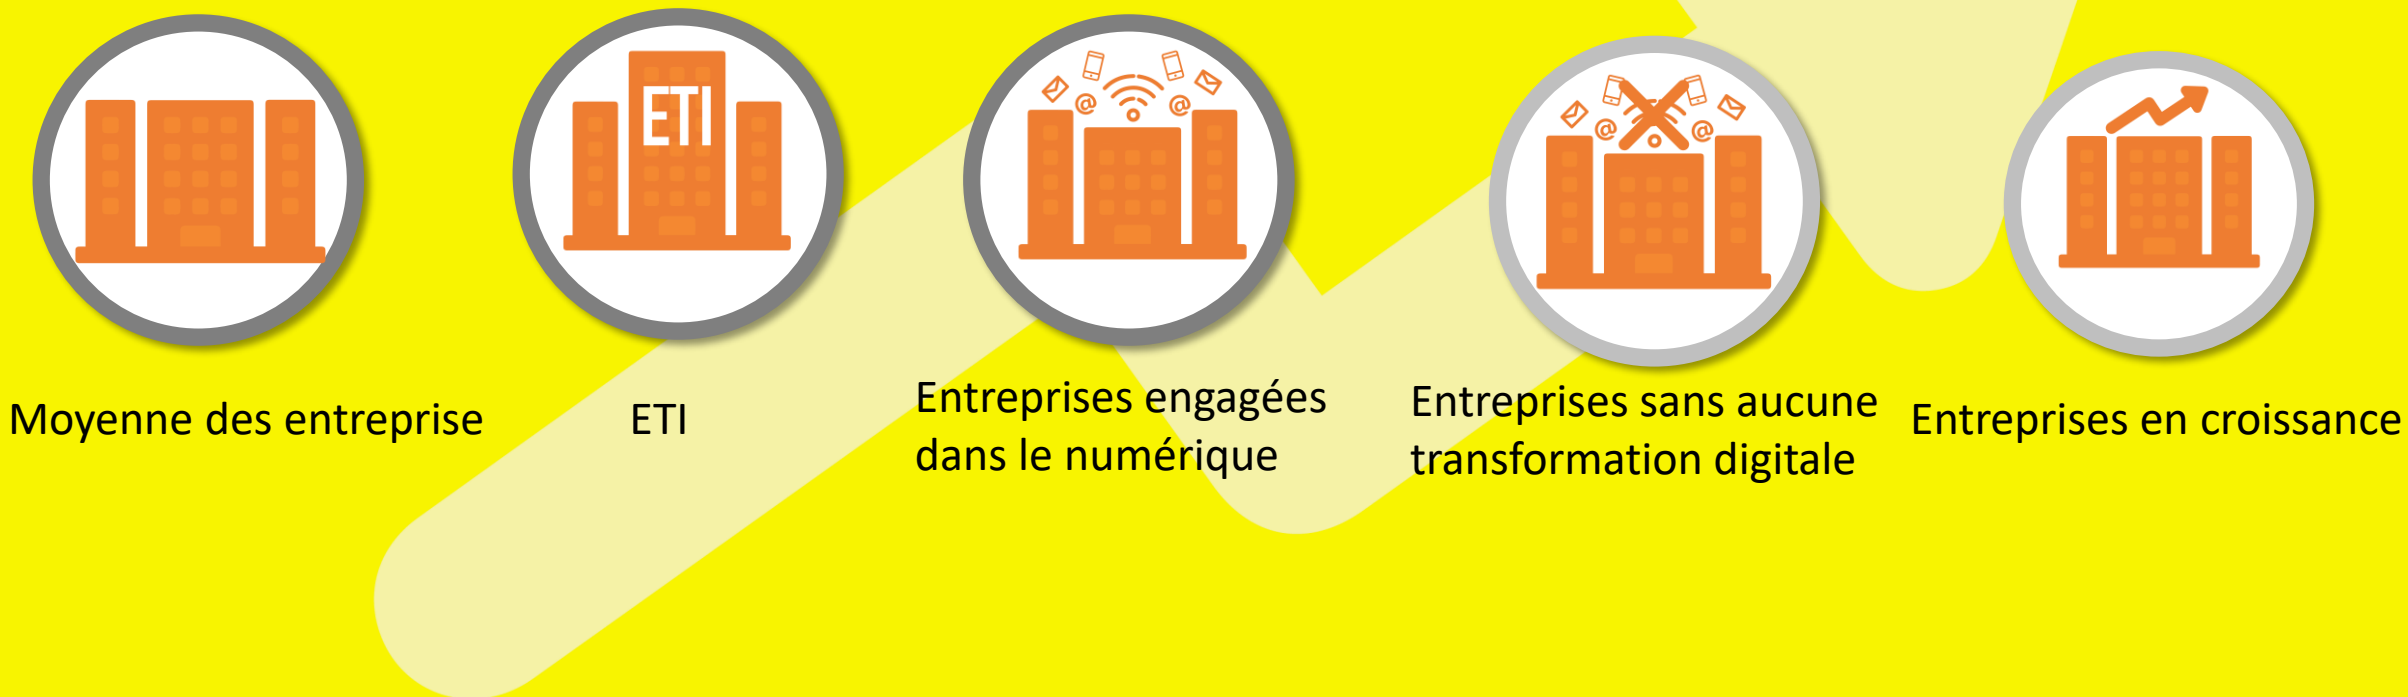 ETI
@
@
@
@
Moyenne des entreprise
ETI
Entreprises engagées
dans le numérique
Entreprises sans aucune
transformation digitale
Entreprises en croissance